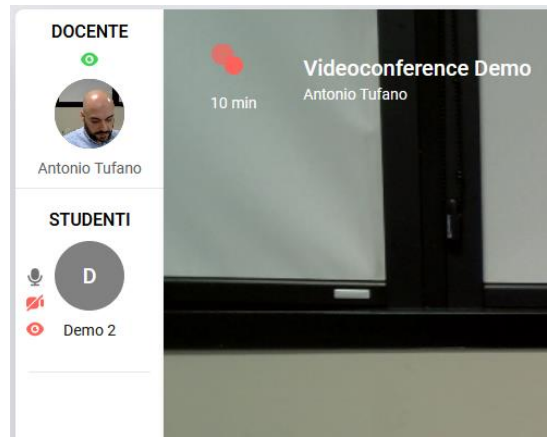 DOCENTE
Antonio Tufano
STUDENTI
D
Demo 2
10 min
Videoconference Demo
Antonio Tufano